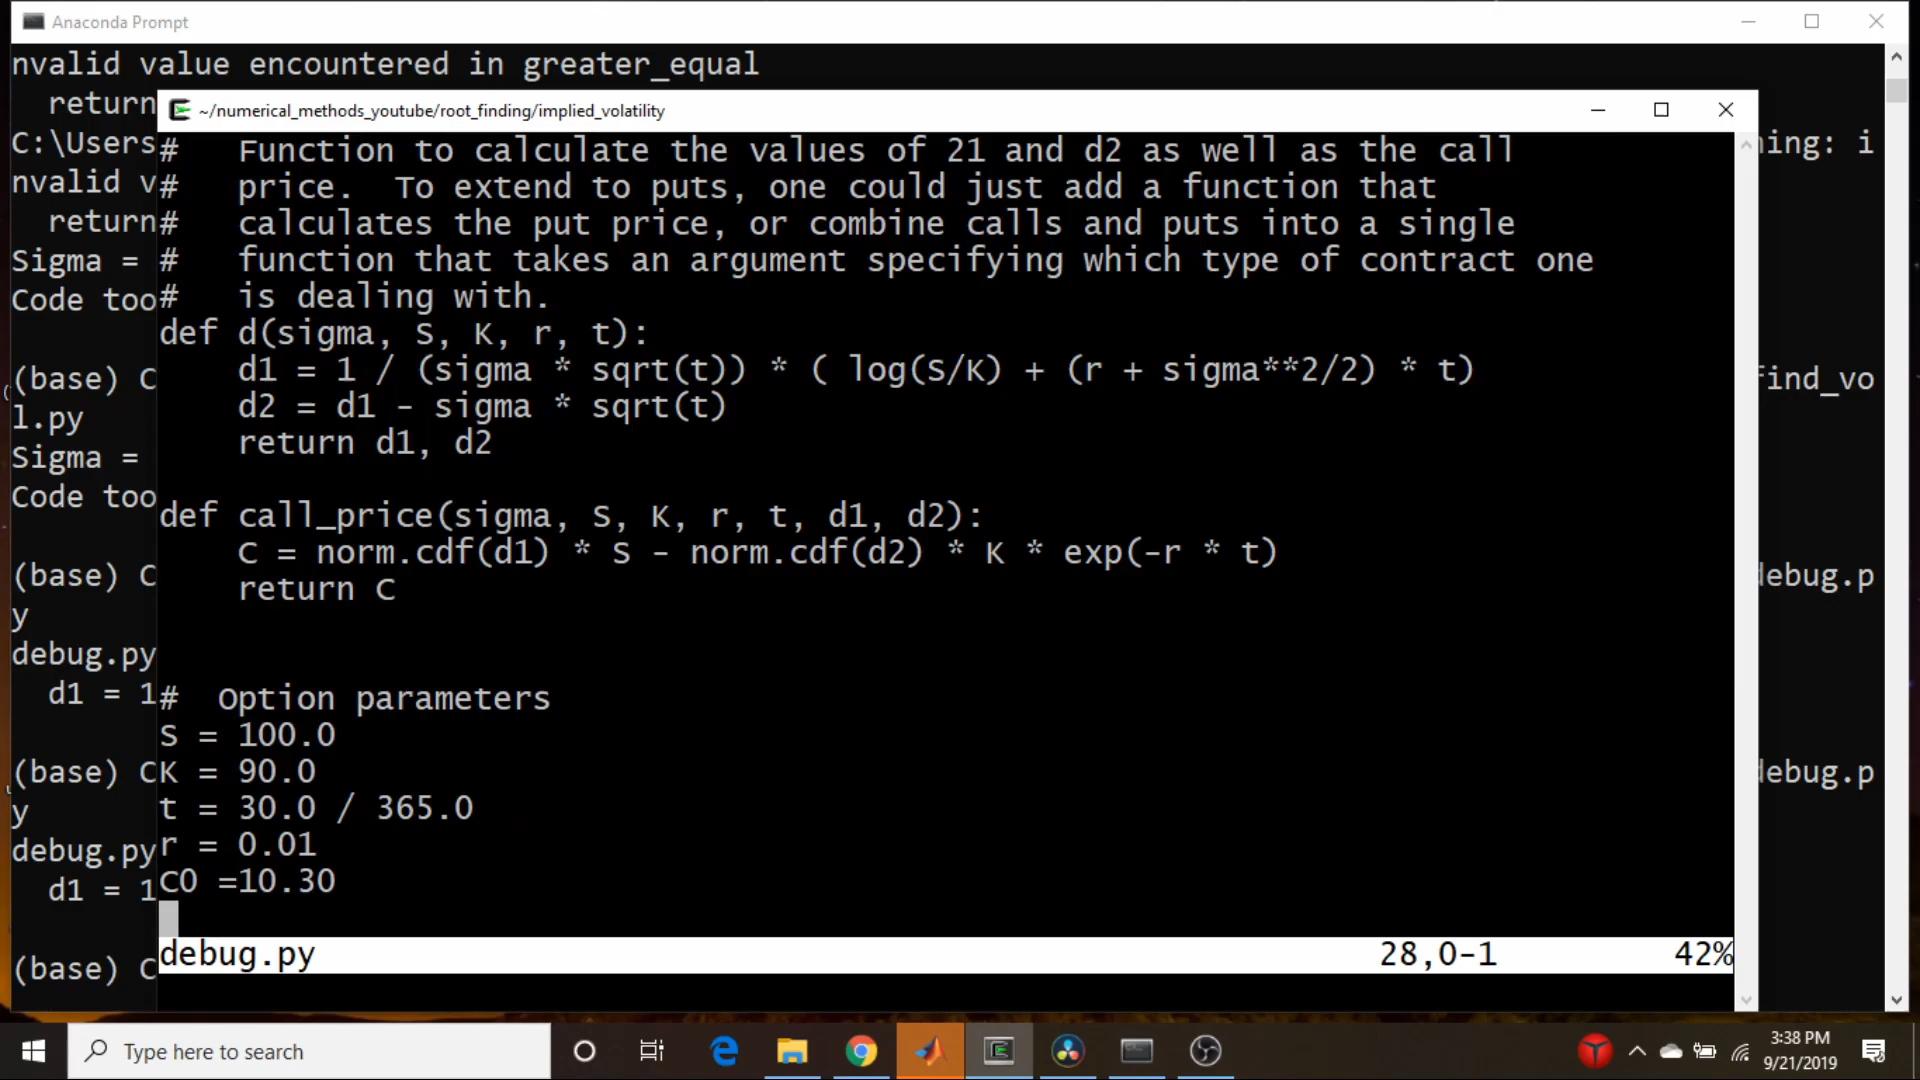 Anaconda Prompt
nvalid value encountered in greater_equal
return
C:\Users
ning: i
nvalid v
return
Sigma =
Code too
(base) C
find_vo
l.py
Sigma =
Code too
(base) C
debug.p
y
debug.py
d1 = 1
(base) C
debug.p
y
debug.py
d1 = 1
(base) C
~/numerical_methods_youtube/root_finding/implied_volatility
#   Function to calculate the values of 21 and d2 as well as the call
#   price.  To extend to puts, one could just add a function that
#   calculates the put price, or combine calls and puts into a single
#   function that takes an argument specifying which type of contract one
#   is dealing with.
def d(sigma, S, K, r, t):
    d1 = 1 / (sigma * sqrt(t)) * ( log(S/K) + (r + sigma**2/2) * t)
    d2 = d1 - sigma * sqrt(t)
    return d1, d2
def call_price(sigma, S, K, r, t, d1, d2):
    C = norm.cdf(d1) * S - norm.cdf(d2) * K * exp(-r * t)
    return C
#  Option parameters
S = 100.0
K = 90.0
t = 30.0 / 365.0
r = 0.01
C0 =10.30
debug.py 28,0-1 42%
Type here to search
3:38 PM
9/21/2019